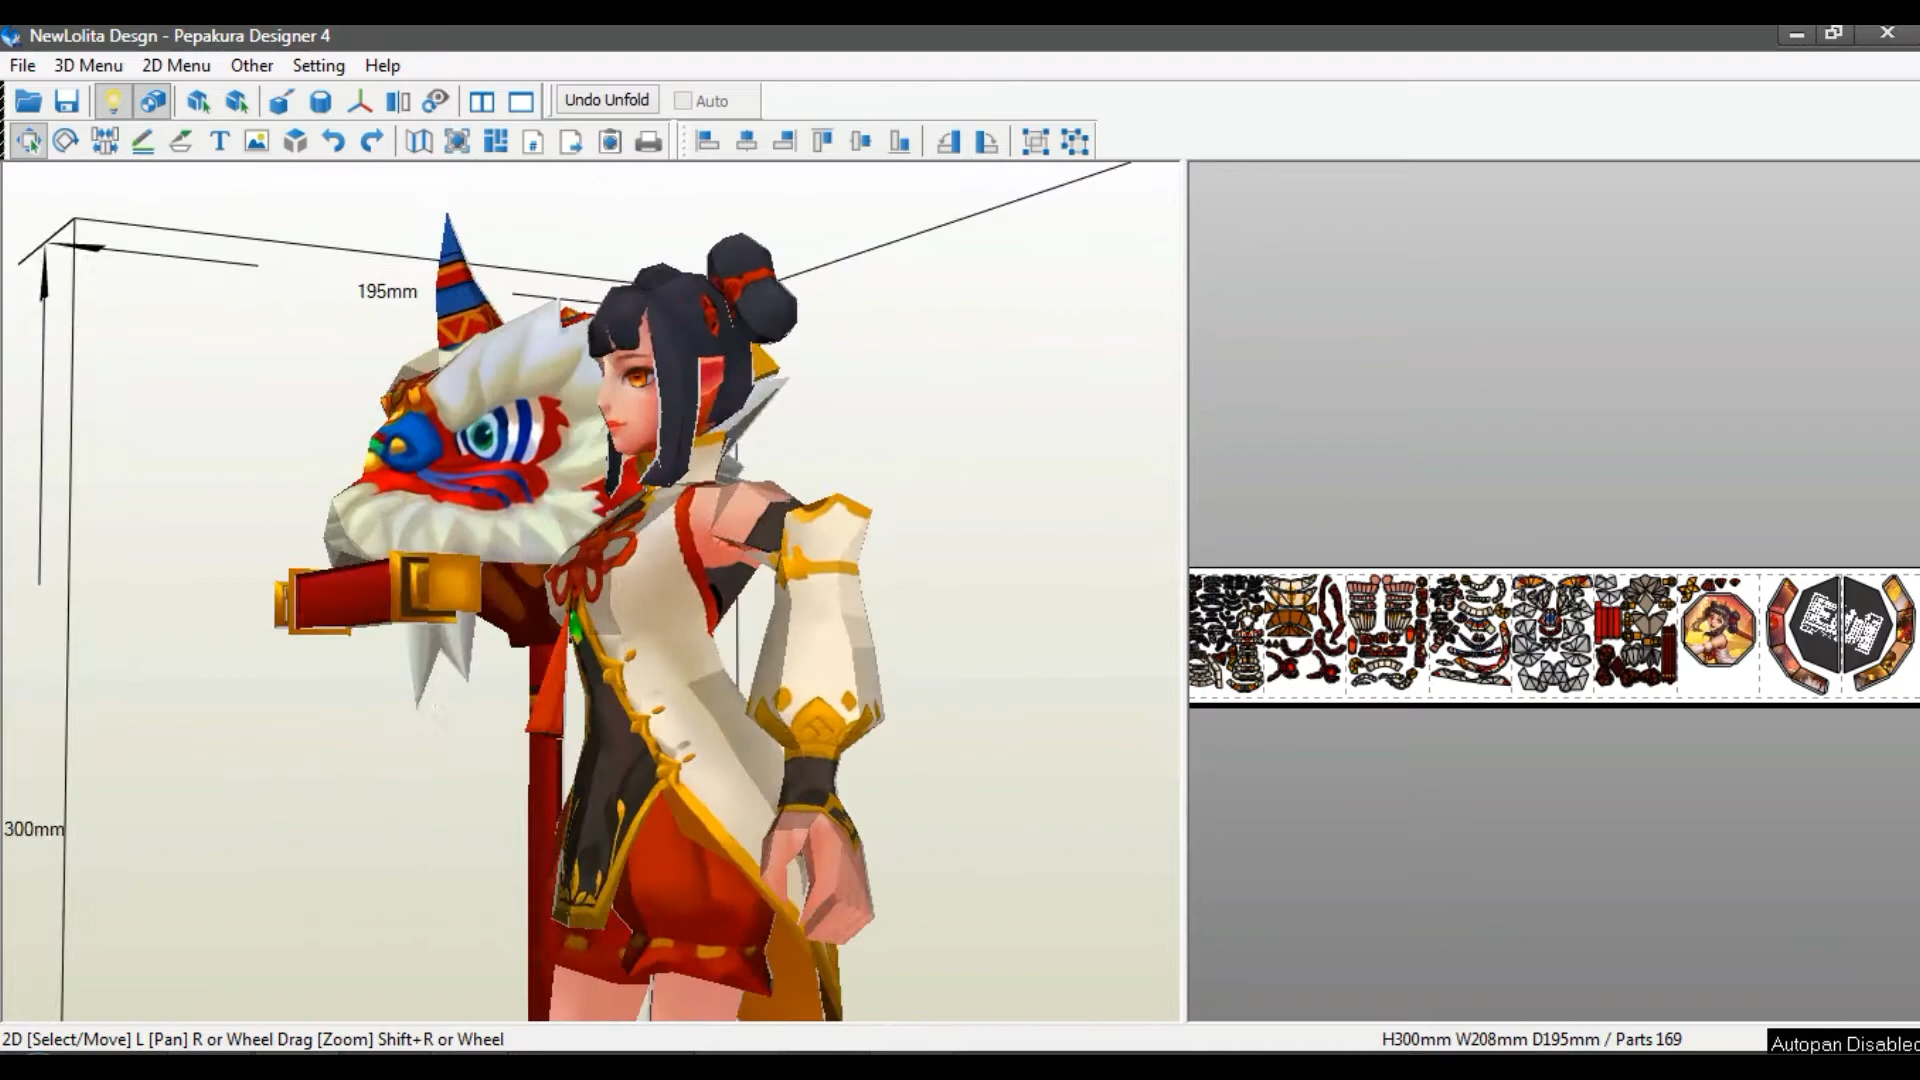 NewLolita Desgn - Pepakura Designer 4
File 3D Menu 2D Menu Other Setting Help
Undo Unfold Auto
T #
195mm
300mm
2D [Select/Move] L [Pan] R or Wheel Drag [Zoom] Shift+R or Wheel
H300mm W208mm D195mm / Parts 169
Autopan Disabled